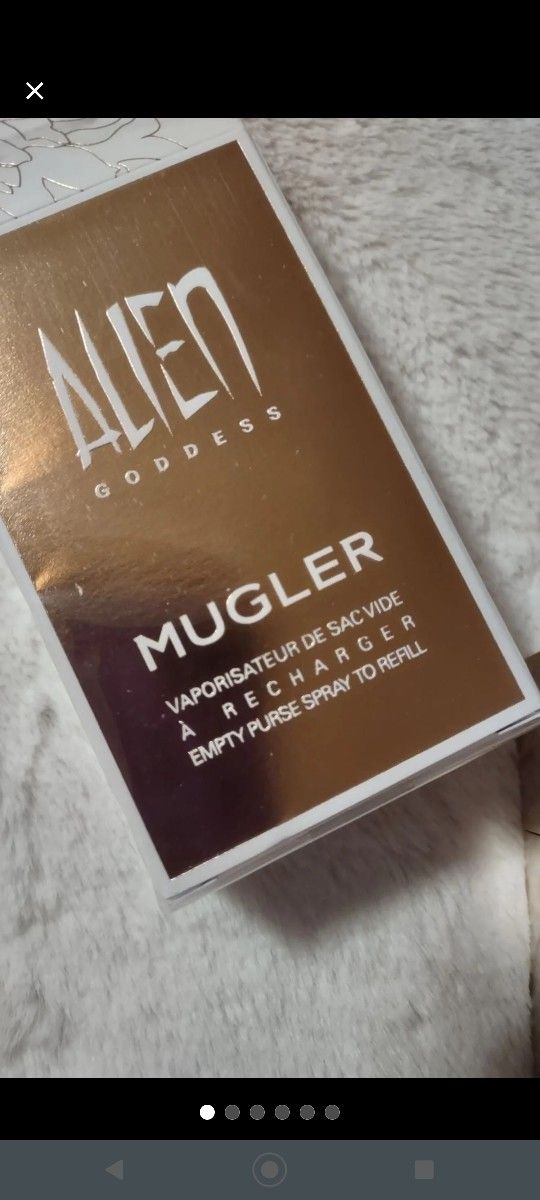 ALIEN
GODDESS
MUGLER
VAPORISATEUR DE SAC VIDE
À RECHARGER
EMPTY PURSE SPRAY TO REFILL